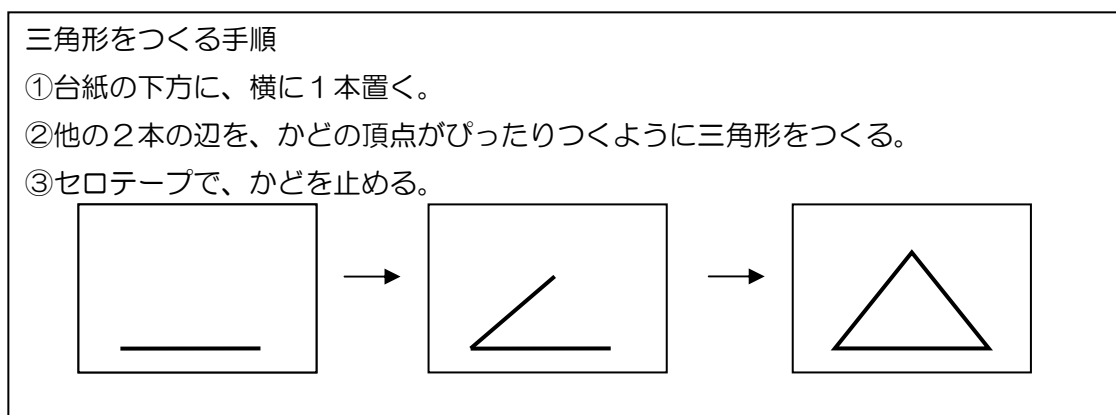 三角形をつくる手順
①台紙の下方に、横に１本置く。
②他の２本の辺を、かどの頂点がぴったりつくように三角形をつくる。
③セロテープで、かどを止める。